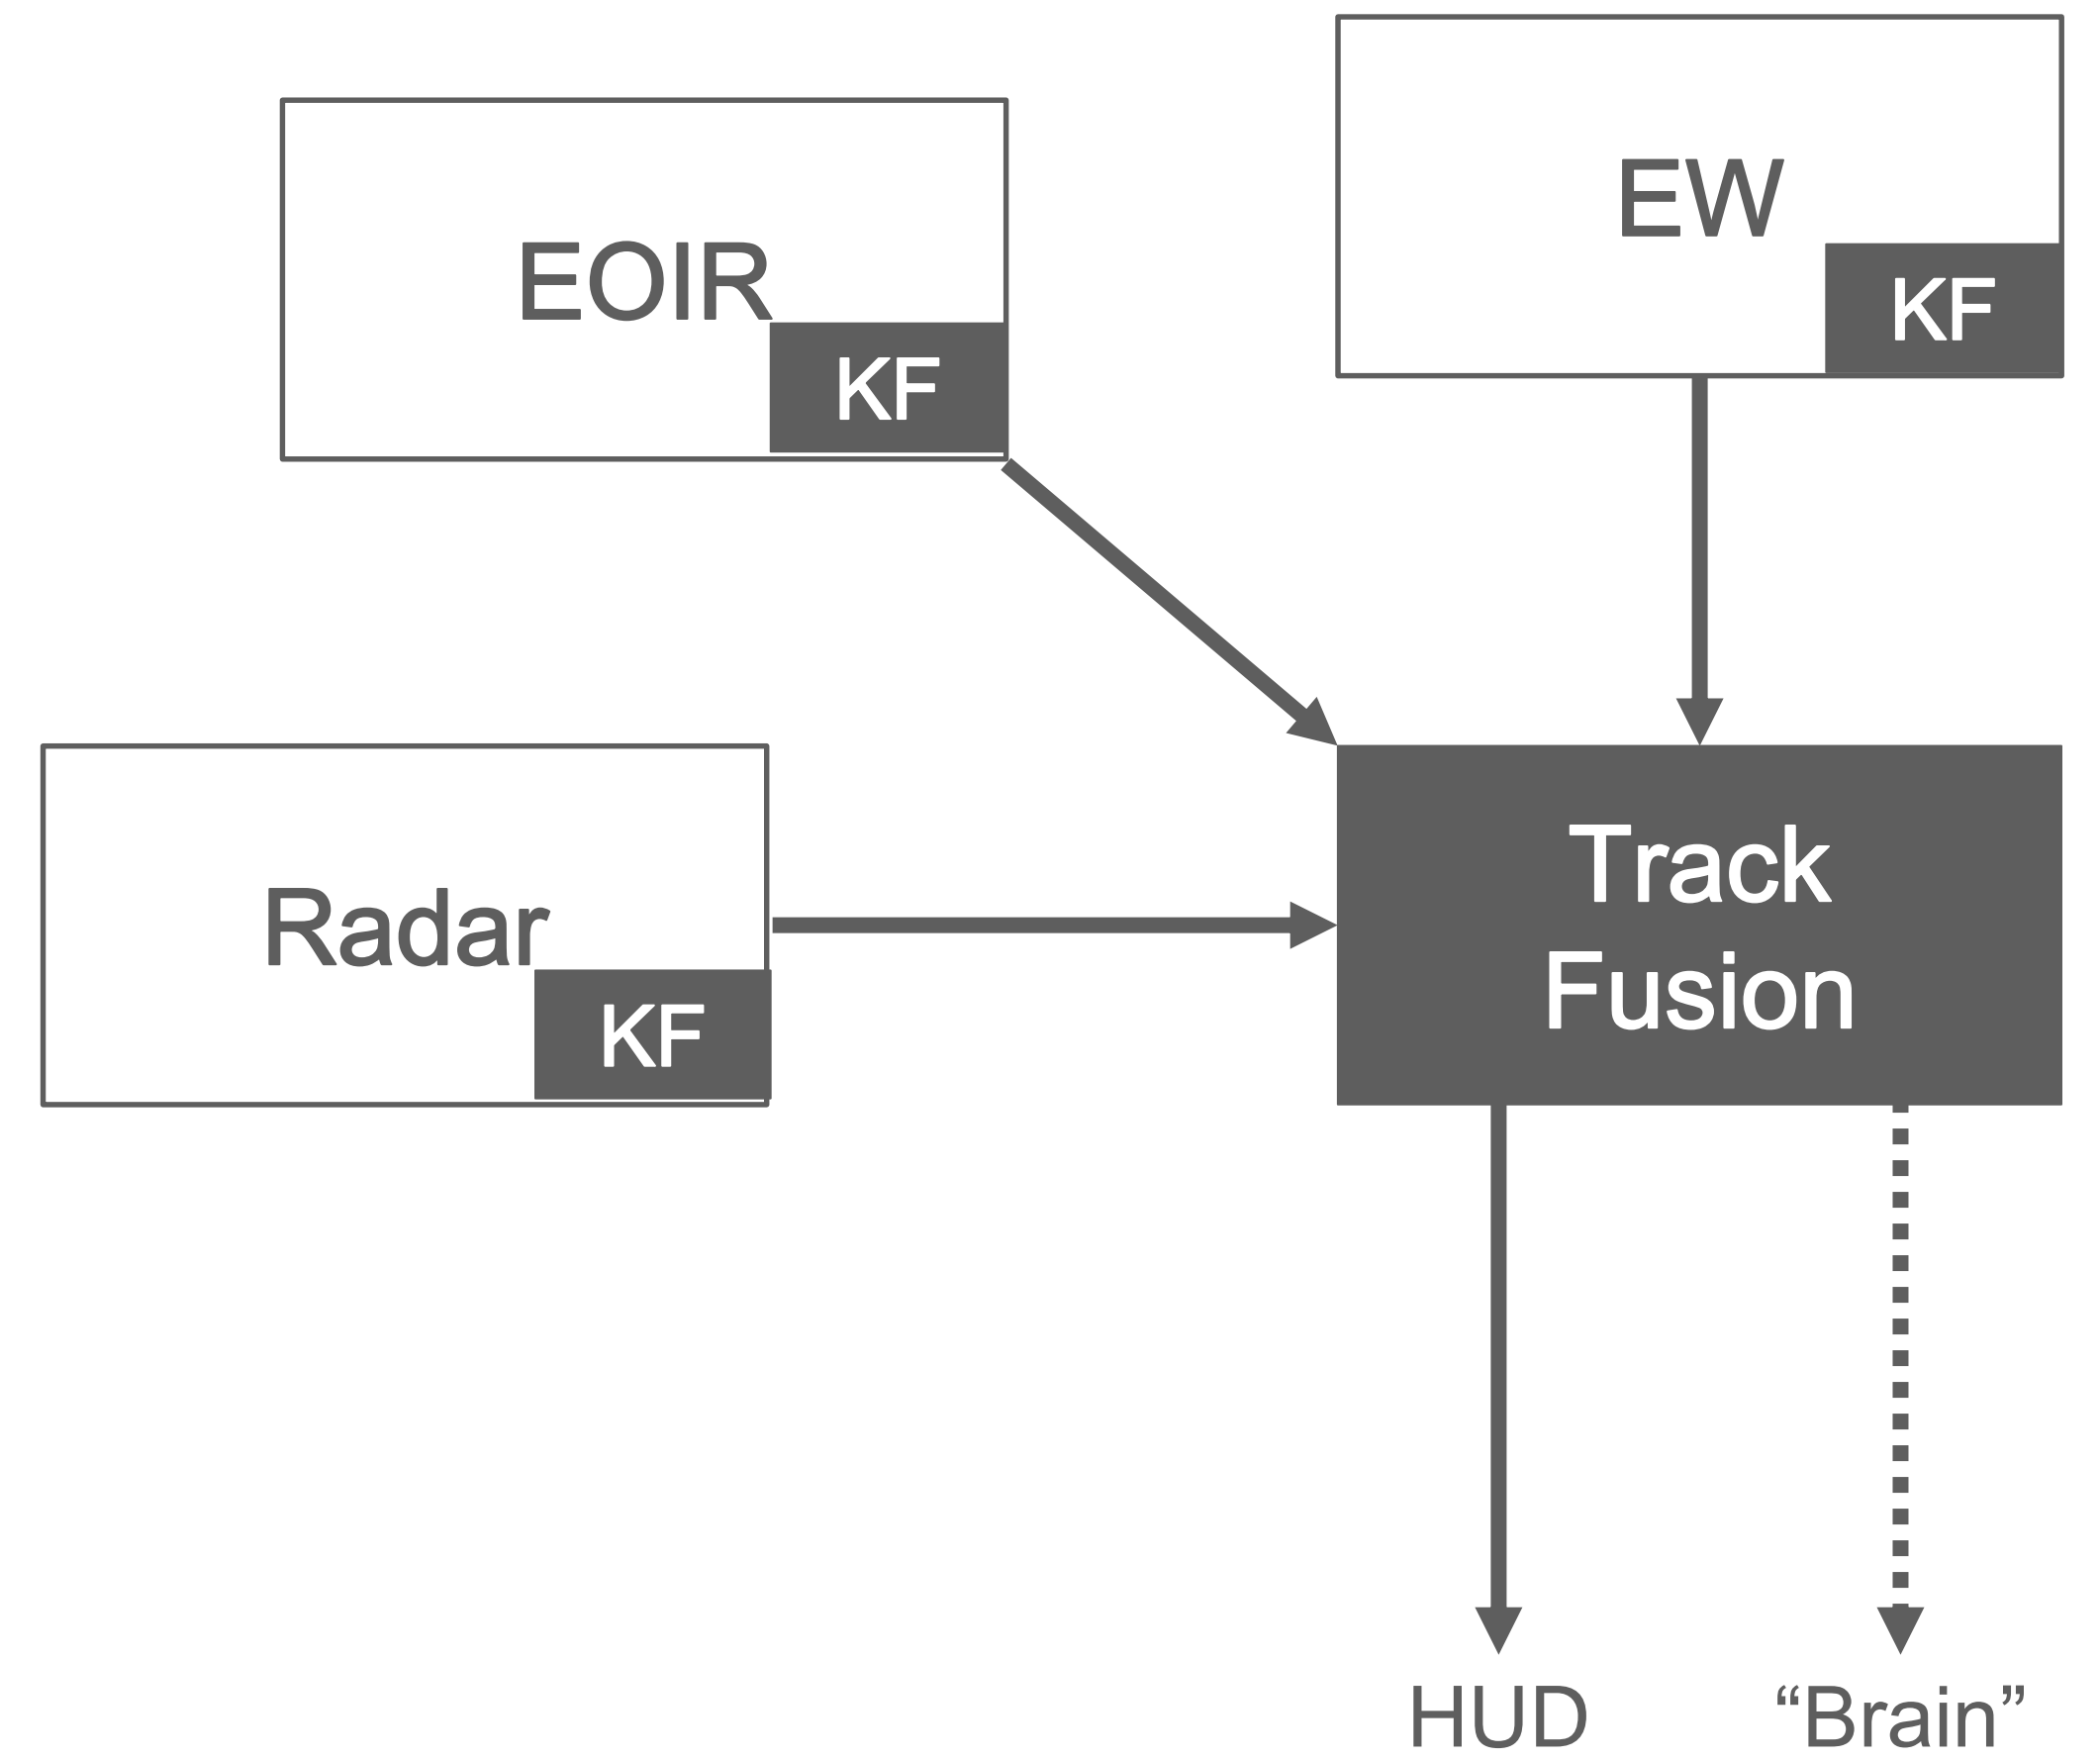 EW
KF
EOIR
KF
Radar
KF
Track
Fusion
HUD
“Brain”